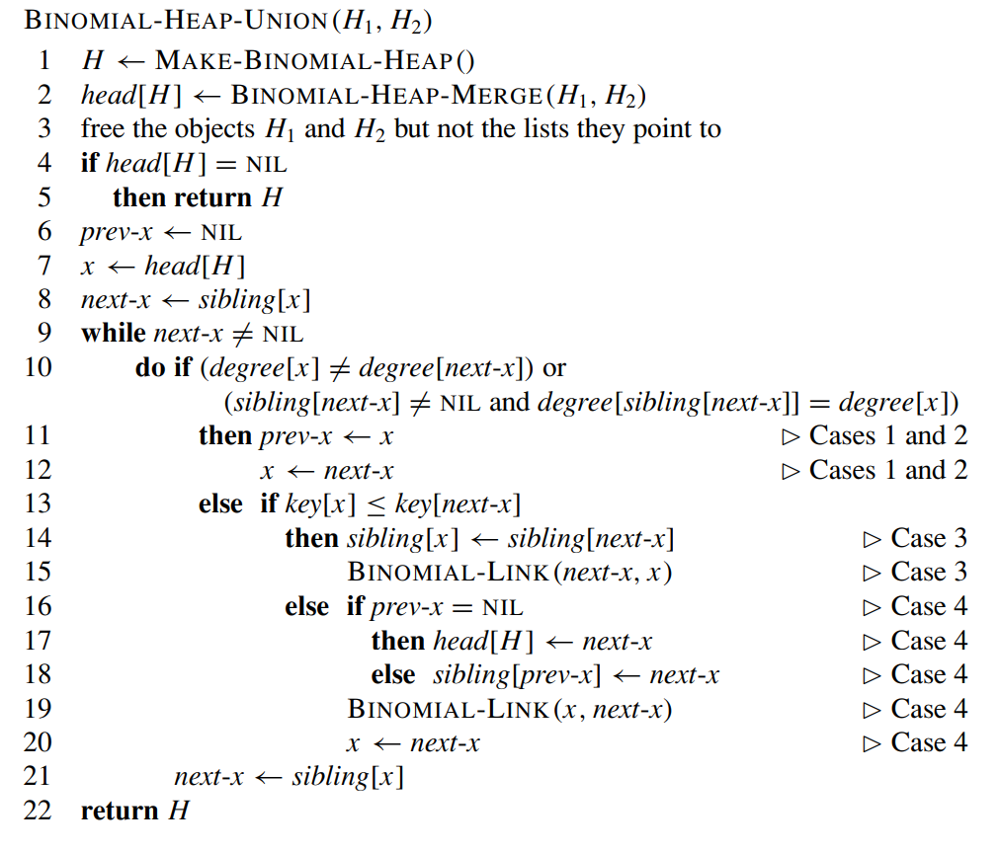 BINOMIAL-HEAP-UNION(H₁, H₂)
1 H ← MAKE-BINOMIAL-HEAP()
2 head[H] ← BINOMIAL-HEAP-MERGE(H₁, H₂)
3 free the objects H₁ and H₂ but not the lists they point to
4 if head[H] = NIL
5 then return H
6 prev-x ← NIL
7 x ← head[H]
8 next-x ← sibling[x]
9 while next-x ≠ NIL
10 do if (degree[x] ≠ degree[next-x]) or
(sibling[next-x] ≠ NIL and degree[sibling[next-x]] = degree[x])
11 then prev-x ← x ▷ Cases 1 and 2
12 x ← next-x ▷ Cases 1 and 2
13 else if key[x] ≤ key[next-x]
14 then sibling[x] ← sibling[next-x] ▷ Case 3
15 BINOMIAL-LINK(next-x, x) ▷ Case 3
16 else if prev-x = NIL ▷ Case 4
17 then head[H] ← next-x ▷ Case 4
18 else sibling[prev-x] ← next-x ▷ Case 4
19 BINOMIAL-LINK(x, next-x) ▷ Case 4
20 x ← next-x ▷ Case 4
21 next-x ← sibling[x]
22 return H